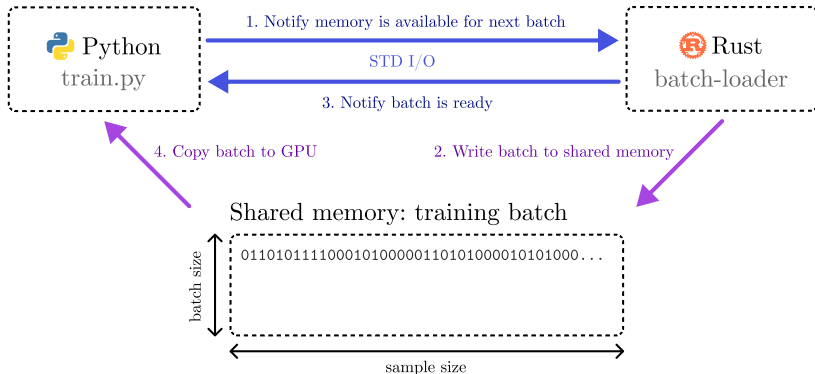 1. Notify memory is available for next batch
Python
train.py
STD I/O
Rust
batch-loader
3. Notify batch is ready
4. Copy batch to GPU
2. Write batch to shared memory
Shared memory: training batch
011010111100010100000110101000010101000...
batch size
sample size